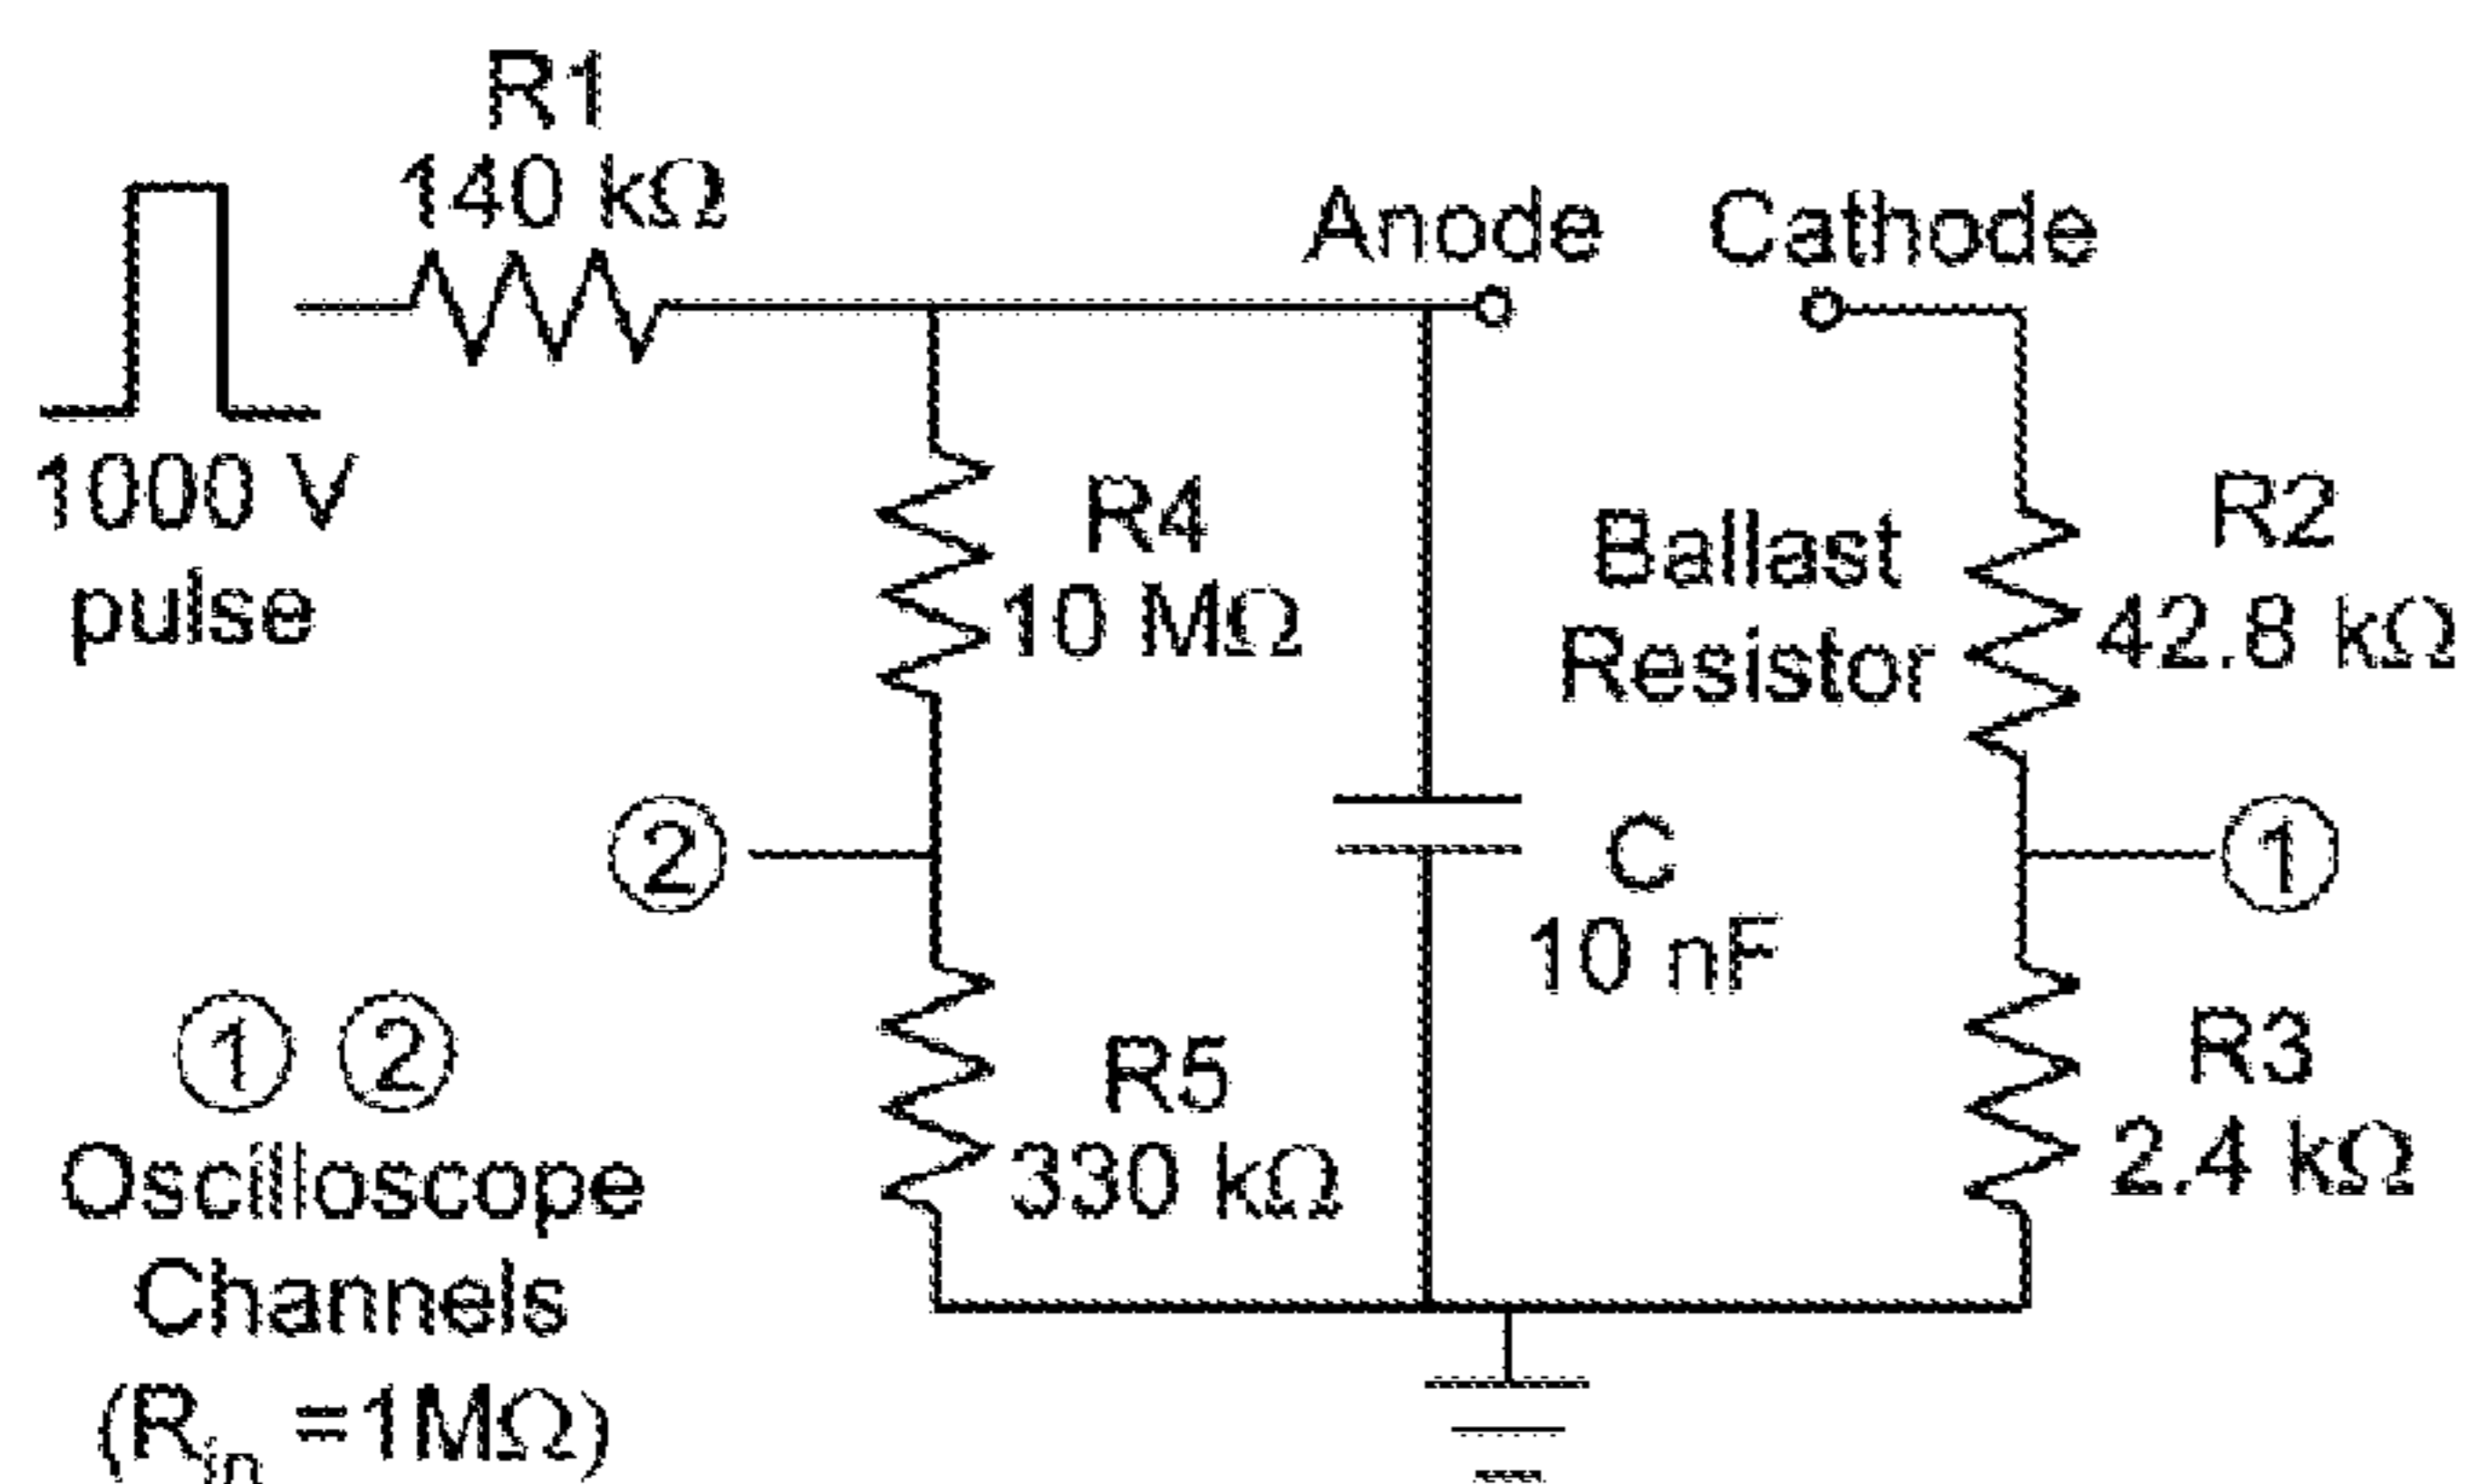 R1
140 kΩ
1000 V
pulse
Anode
Cathode
R4
10 MΩ
Ballast
Resistor
R2
42.8 kΩ
②
C
10 nF
①
R5
330 kΩ
R3
2.4 kΩ
① ②
Oscilloscope
Channels
(Rin =1MΩ)